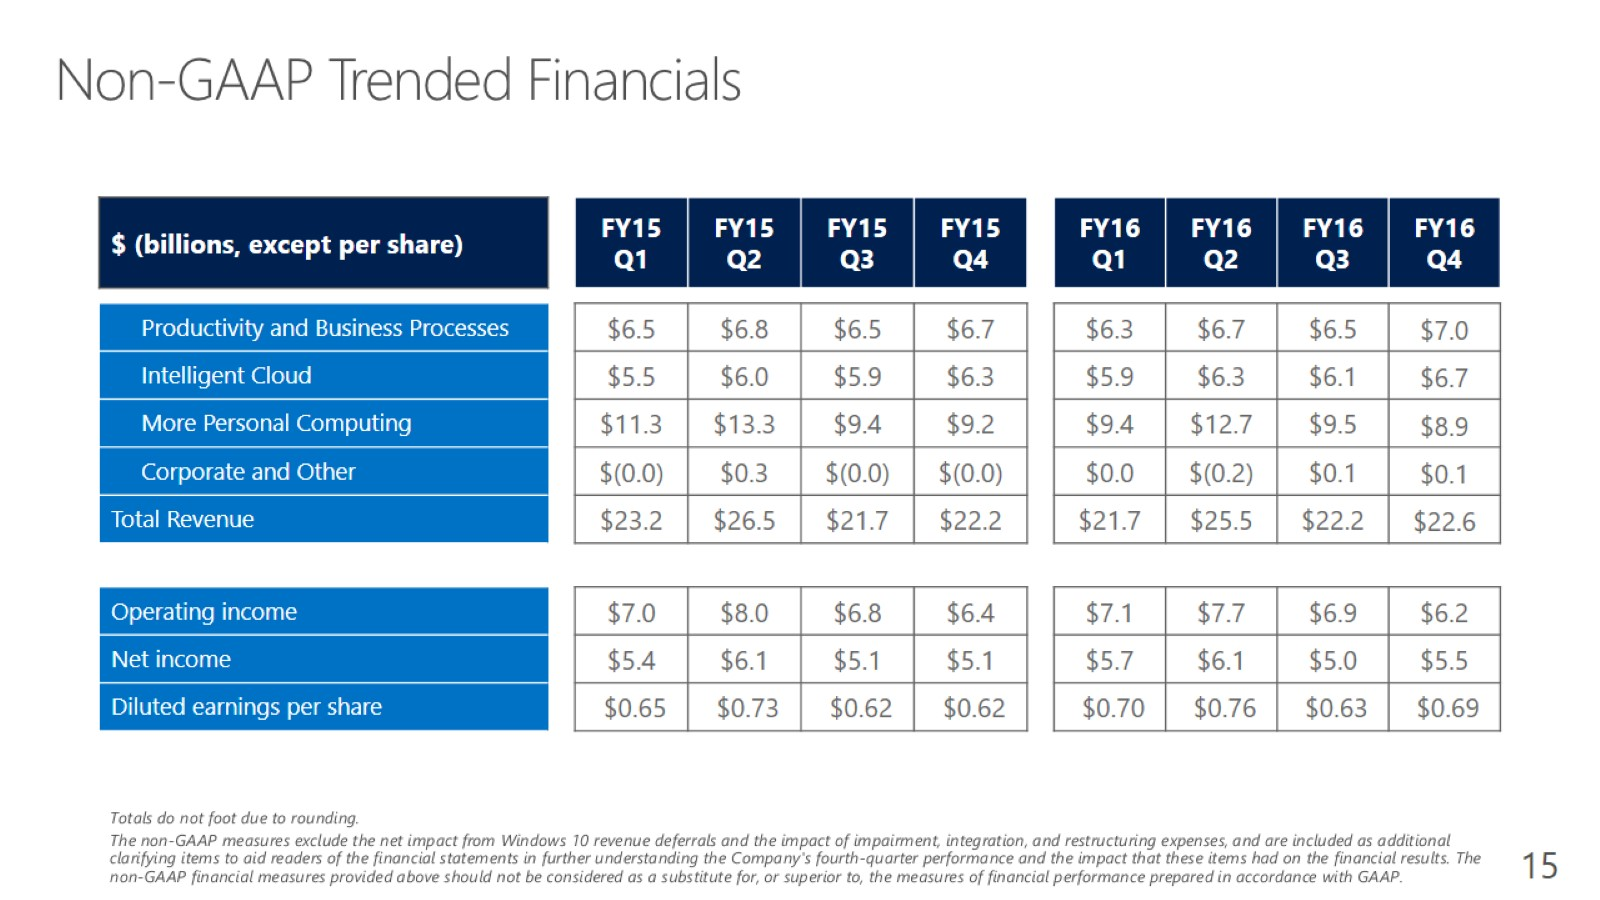 Non-GAAP Trended Financials
$ (billions, except per share) FY15 Q1 FY15 Q2 FY15 Q3 FY15 Q4 FY16 Q1 FY16 Q2 FY16 Q3 FY16 Q4
Productivity and Business Processes $6.5 $6.8 $6.5 $6.7 $6.3 $6.7 $6.5 $7.0
Intelligent Cloud $5.5 $6.0 $5.9 $6.3 $5.9 $6.3 $6.1 $6.7
More Personal Computing $11.3 $13.3 $9.4 $9.2 $9.4 $12.7 $9.5 $8.9
Corporate and Other $(0.0) $0.3 $(0.0) $(0.0) $0.0 $(0.2) $0.1 $0.1
Total Revenue $23.2 $26.5 $21.7 $22.2 $21.7 $25.5 $22.2 $22.6
Operating income $7.0 $8.0 $6.8 $6.4 $7.1 $7.7 $6.9 $6.2
Net income $5.4 $6.1 $5.1 $5.1 $5.7 $6.1 $5.0 $5.5
Diluted earnings per share $0.65 $0.73 $0.62 $0.62 $0.70 $0.76 $0.63 $0.69
Totals do not foot due to rounding.
The non-GAAP measures exclude the net impact from Windows 10 revenue deferrals and the impact of impairment, integration, and restructuring expenses, and are included as additional
clarifying items to aid readers of the financial statements in further understanding the Company's fourth-quarter performance and the impact that these items had on the financial results. The
non-GAAP financial measures provided above should not be considered as a substitute for, or superior to, the measures of financial performance prepared in accordance with GAAP.
15